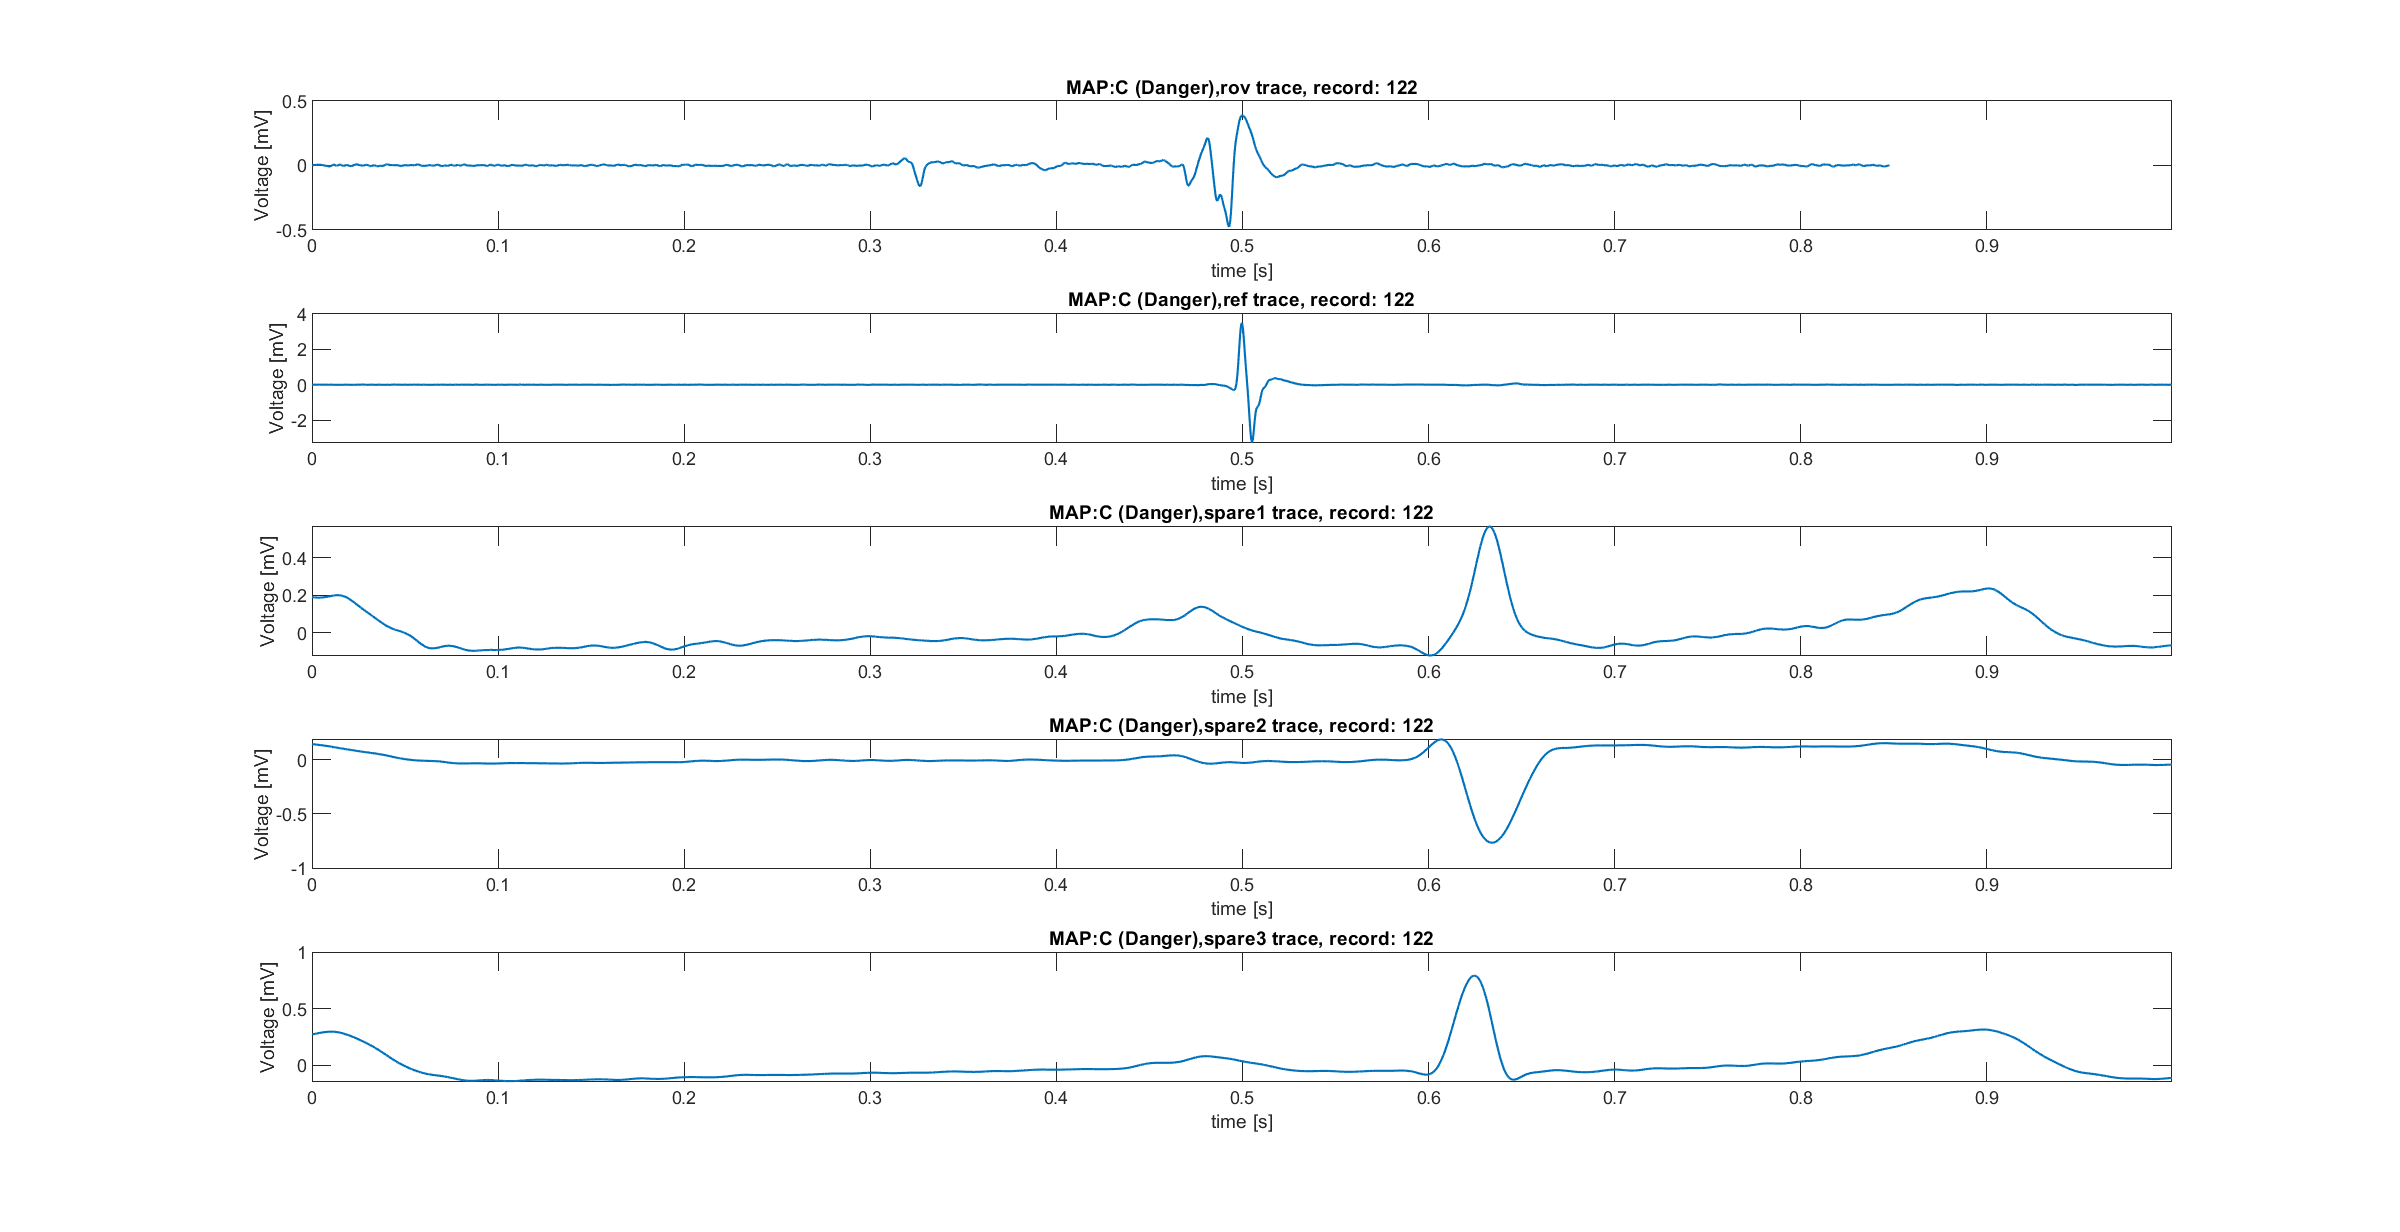 MAP:C (Danger),rov trace, record: 122
Voltage [mV]
0.5
0
-0.5
0 0.1 0.2 0.3 0.4 0.5 0.6 0.7 0.8 0.9
time [s]
MAP:C (Danger),ref trace, record: 122
Voltage [mV]
4
2
0
-2
0 0.1 0.2 0.3 0.4 0.5 0.6 0.7 0.8 0.9
time [s]
MAP:C (Danger),spare1 trace, record: 122
Voltage [mV]
0.4
0.2
0
0 0.1 0.2 0.3 0.4 0.5 0.6 0.7 0.8 0.9
time [s]
MAP:C (Danger),spare2 trace, record: 122
Voltage [mV]
0
-0.5
-1
0 0.1 0.2 0.3 0.4 0.5 0.6 0.7 0.8 0.9
time [s]
MAP:C (Danger),spare3 trace, record: 122
Voltage [mV]
1
0.5
0
0 0.1 0.2 0.3 0.4 0.5 0.6 0.7 0.8 0.9
time [s]